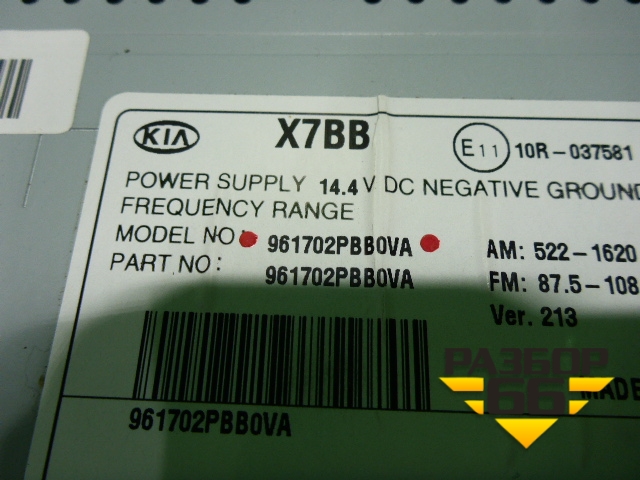 KIA
X7BB
E11 10R-037581
POWER SUPPLY 14.4 V DC NEGATIVE GROUND
FREQUENCY RANGE
MODEL NO 961702PBB0VA AM: 522-1620
PART NO: 961702PBB0VA FM: 87.5-108
Ver. 213
MADE
961702PBB0VA
РАЗБОР
66